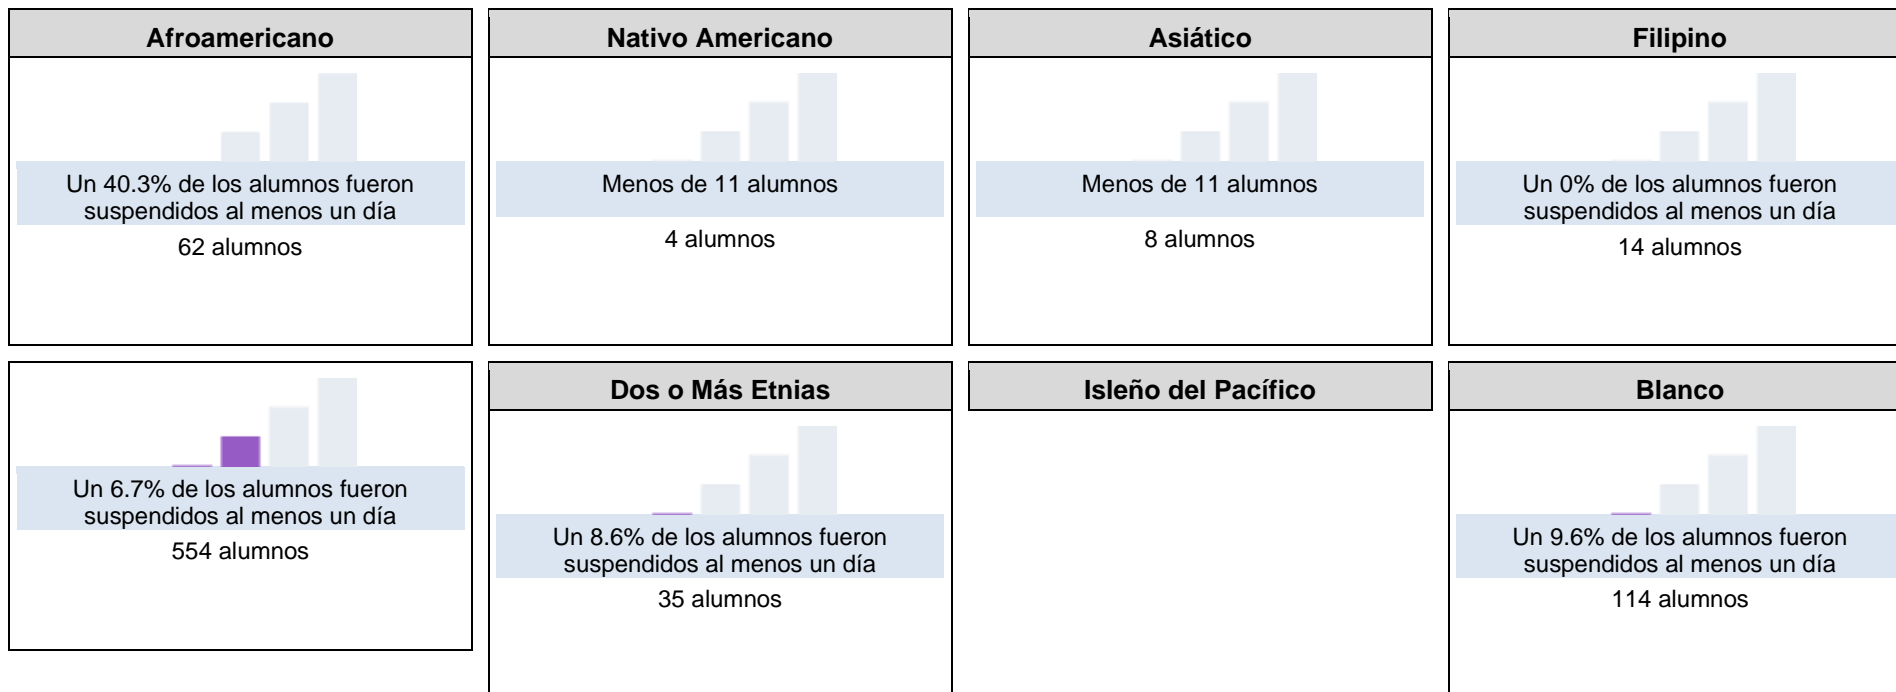 Afroamericano
Un 40.3% de los alumnos fueron
suspendidos al menos un día
62 alumnos
Nativo Americano
Menos de 11 alumnos
4 alumnos
Asiático
Menos de 11 alumnos
8 alumnos
Filipino
Un 0% de los alumnos fueron
suspendidos al menos un día
14 alumnos
Un 6.7% de los alumnos fueron
suspendidos al menos un día
554 alumnos
Dos o Más Etnias
Un 8.6% de los alumnos fueron
suspendidos al menos un día
35 alumnos
Isleño del Pacífico
Blanco
Un 9.6% de los alumnos fueron
suspendidos al menos un día
114 alumnos